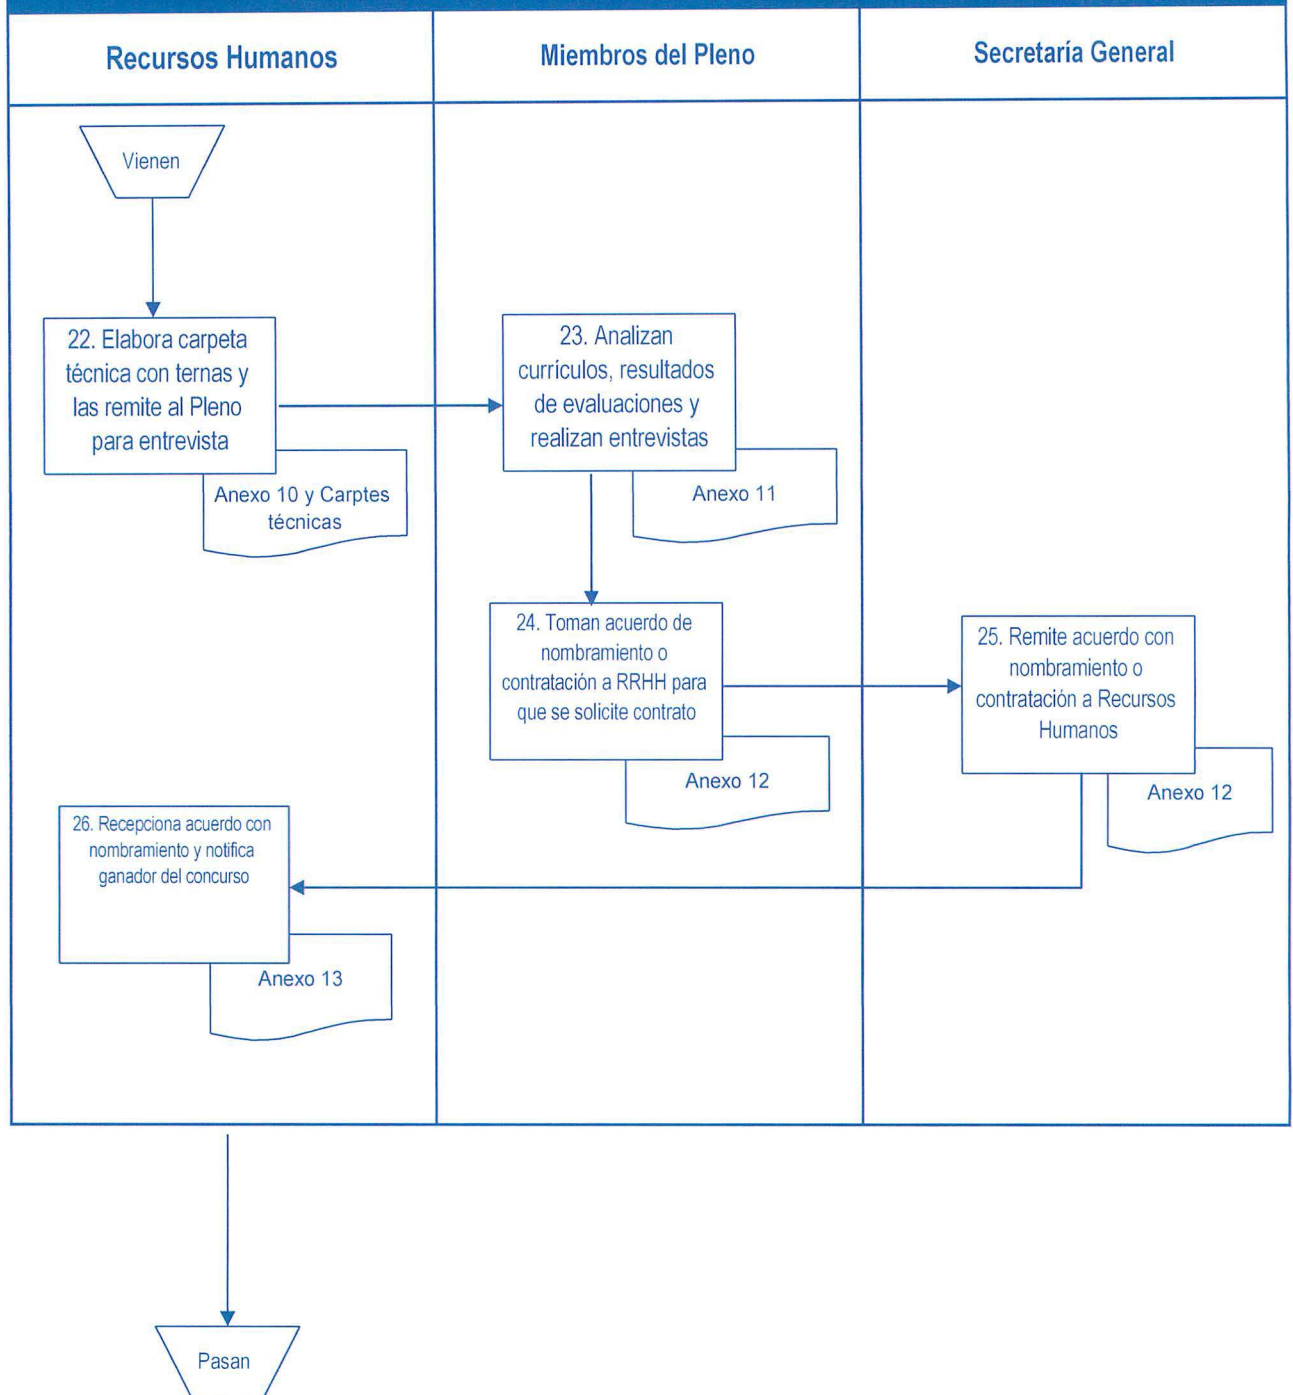 Recursos Humanos
Miembros del Pleno
Secretaría General
Vienen
22. Elabora carpeta
técnica con ternas y
las remite al Pleno
para entrevista
Anexo 10 y Carptes
técnicas
23. Analizan
currículos, resultados
de evaluaciones y
realizan entrevistas
Anexo 11
24. Toman acuerdo de
nombramiento o
contratación a RRHH para
que se solicite contrato
Anexo 12
25. Remite acuerdo con
nombramiento o
contratación a Recursos
Humanos
Anexo 12
26. Recepciona acuerdo con
nombramiento y notifica
ganador del concurso
Anexo 13
Pasan